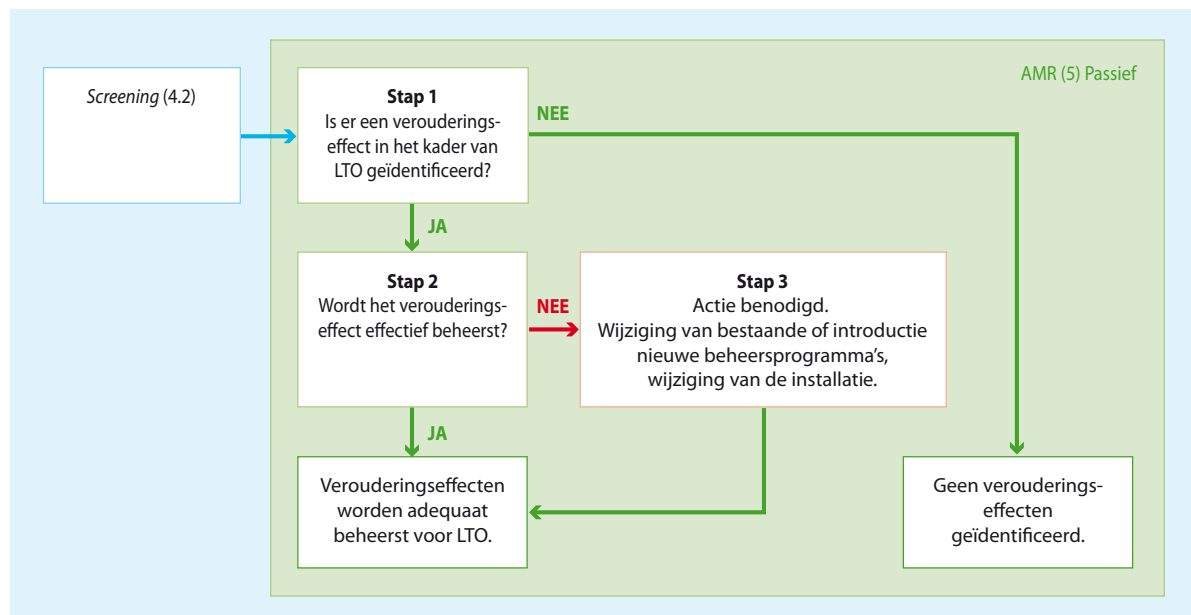 AMR (5) Passief
Screening (4.2)
Stap 1
Is er een verouderings-
effect in het kader van
LTO geïdentificeerd?
NEE
JA
Stap 2
Wordt het verouderings-
effect effectief beheerst?
NEE
Stap 3
Actie benodigd.
Wijziging van bestaande of introductie
nieuwe beheersprogramma's,
wijziging van de installatie.
JA
Verouderingseffecten
worden adequaat
beheerst voor LTO.
Geen verouderings-
effecten
geïdentificeerd.